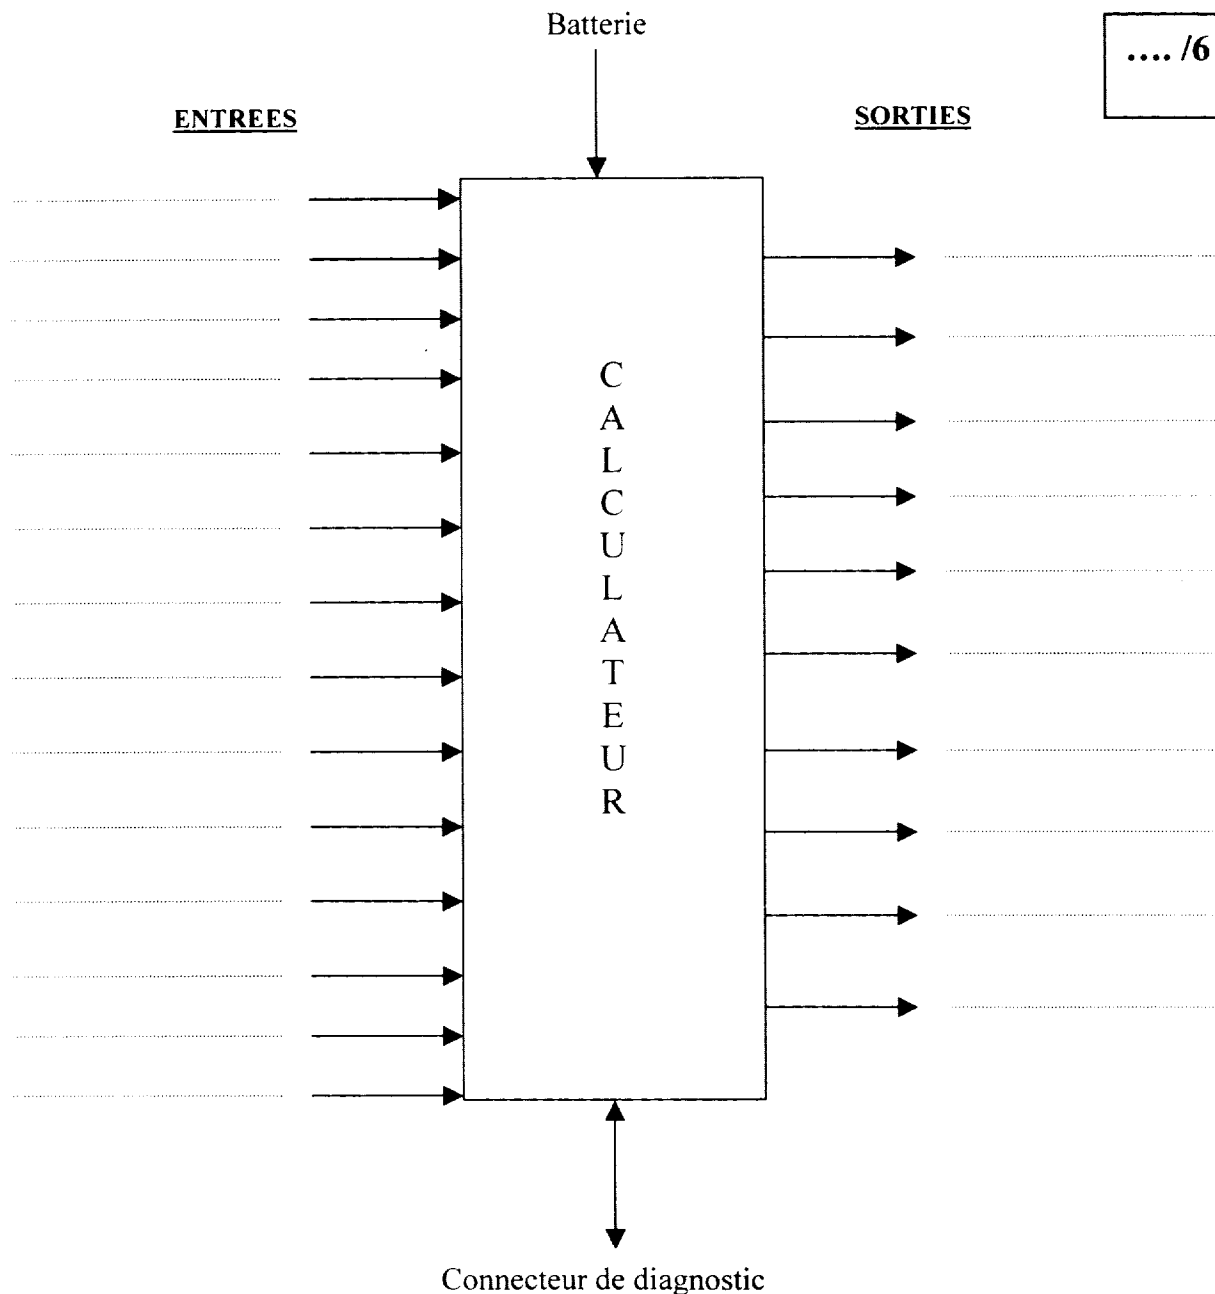 Batterie
.... /6
ENTREES
SORTIES
C
A
L
C
U
L
A
T
E
U
R
Connecteur de diagnostic